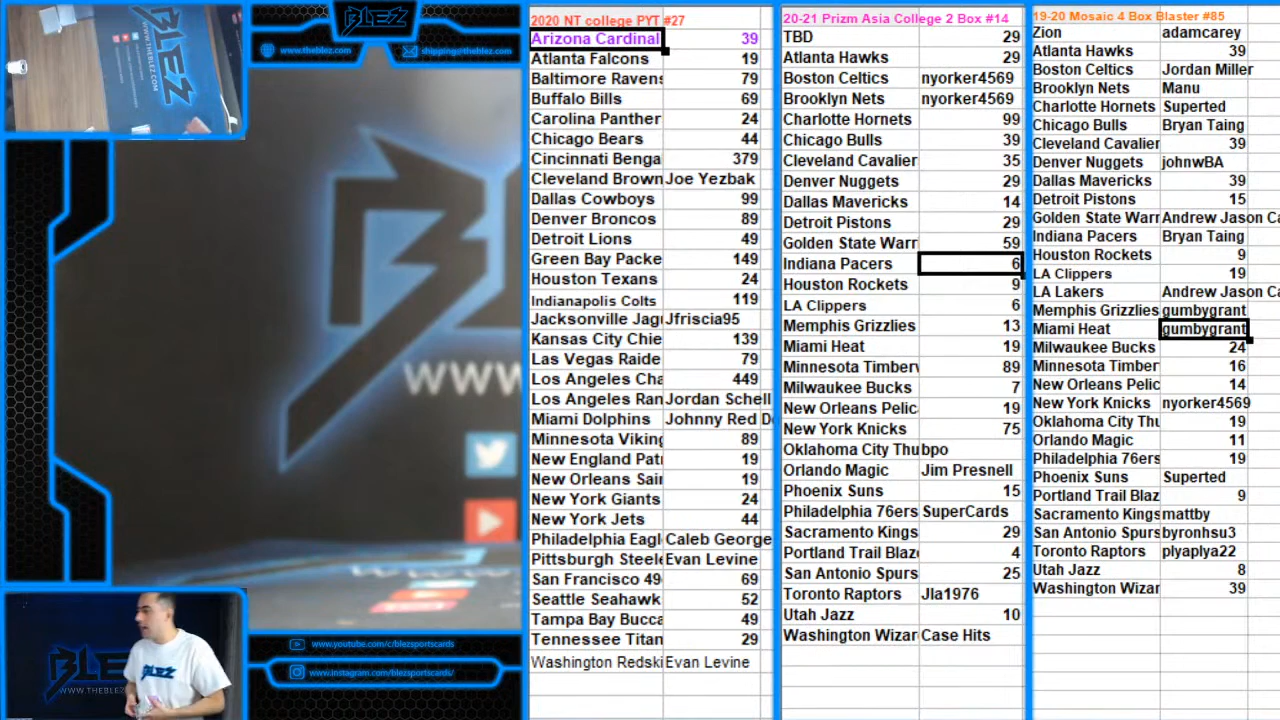 BLEZ
www.theblez.com
shipping@theblez.com
BLEZ
WWW
2020 NT college PYT #27
Arizona Cardinal 39
Atlanta Falcons 19
Baltimore Ravens 79
Buffalo Bills 69
Carolina Panther 24
Chicago Bears 44
Cincinnati Benga 379
Cleveland Brown Joe Yezbak
Dallas Cowboys 99
Denver Broncos 89
Detroit Lions 49
Green Bay Packe 149
Houston Texans 24
Indianapolis Colts 119
Jacksonville Jagu Jfriscia95
Kansas City Chie 139
Las Vegas Raide 79
Los Angeles Cha 449
Los Angeles Ran Jordan Schell
Miami Dolphins Johnny Red D
Minnesota Viking 89
New England Patr 19
New Orleans Sain 19
New York Giants 24
New York Jets 44
Philadelphia Eagl Caleb George
Pittsburgh Steele Evan Levine
San Francisco 49 69
Seattle Seahawk 52
Tampa Bay Bucca 49
Tennessee Titan 29
Washington Redski Evan Levine
20-21 Prizm Asia College 2 Box #14
TBD 29
Atlanta Hawks 29
Boston Celtics nyorker4569
Brooklyn Nets nyorker4569
Charlotte Hornets 99
Chicago Bulls 39
Cleveland Cavalier 35
Denver Nuggets 29
Dallas Mavericks 14
Detroit Pistons 29
Golden State Warr 59
Indiana Pacers 6
Houston Rockets 9
LA Clippers 6
Memphis Grizzlies 13
Miami Heat 19
Minnesota Timberv 89
Milwaukee Bucks 7
New Orleans Pelic 19
New York Knicks 75
Oklahoma City Thu bpo
Orlando Magic Jim Presnell
Phoenix Suns 15
Philadelphia 76ers SuperCards
Sacramento Kings 29
Portland Trail Blaz 4
San Antonio Spurs 25
Toronto Raptors Jla1976
Utah Jazz 10
Washington Wizar Case Hits
19-20 Mosaic 4 Box Blaster #85
Zion adamcarey
Atlanta Hawks 39
Boston Celtics Jordan Miller
Brooklyn Nets Manu
Charlotte Hornets Superted
Chicago Bulls Bryan Taing
Cleveland Cavalier 39
Denver Nuggets johnwBA
Dallas Mavericks 39
Detroit Pistons 15
Golden State Warr Andrew Jason Ca
Indiana Pacers Bryan Taing
Houston Rockets 9
LA Clippers 19
LA Lakers Andrew Jason Ca
Memphis Grizzlies gumbygrant
Miami Heat gumbygrant
Milwaukee Bucks 24
Minnesota Timber 16
New Orleans Pelic 14
New York Knicks nyorker4569
Oklahoma City Thu 19
Orlando Magic 11
Philadelphia 76ers 19
Phoenix Suns Superted
Portland Trail Blaz 9
Sacramento Kings mattby
San Antonio Spurs byronhsu3
Toronto Raptors plyaplya22
Utah Jazz 8
Washington Wizar 39
BLEZ
WWW.THEBLEZ
BLEZ
www.youtube.com/c/blezsportscards
www.instagram.com/blezsportscards/